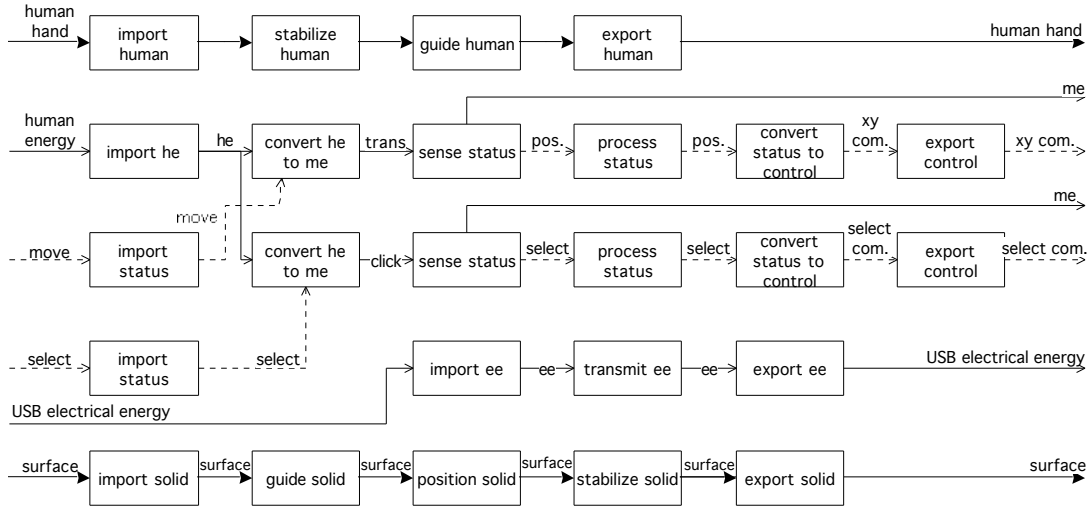 human
hand
import
human
stabilize
human
guide human
export
human
human hand
me
human
energy
import he
he
convert he
to me
trans
sense status
pos.
process
status
pos.
convert
status to
control
xy
com.
export
control
xy com.
move
me
move
import
status
convert he
to me
click
sense status
select
process
status
select
convert
status to
control
select
com.
export
control
select com.
select
import
status
select
import ee
ee
transmit ee
ee
export ee
USB electrical energy
USB electrical energy
surface
import solid
surface
guide solid
surface
position solid
surface
stabilize solid
surface
export solid
surface